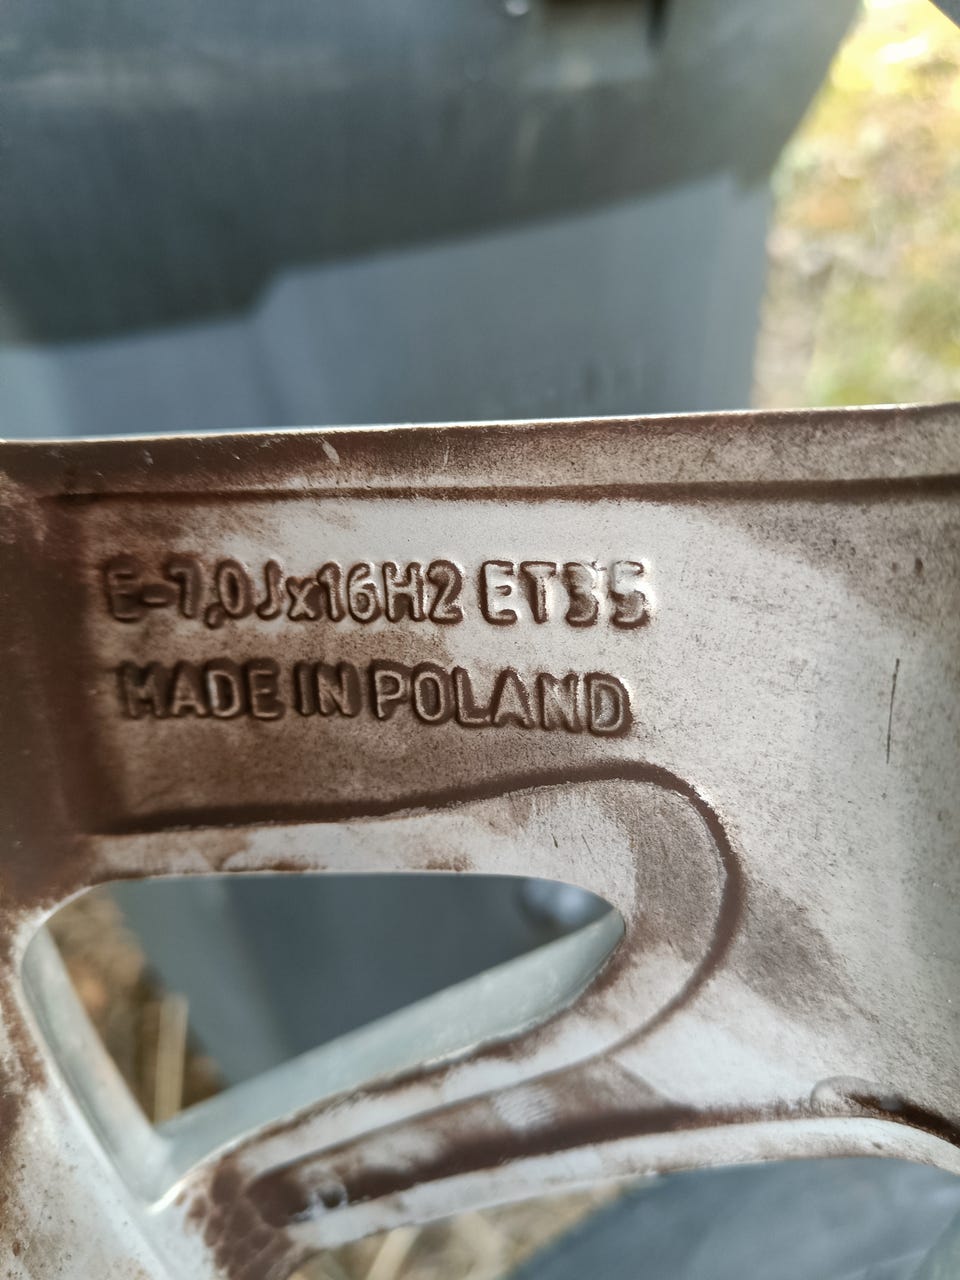 E-7,0Jx16H2 ET35
MADE IN POLAND